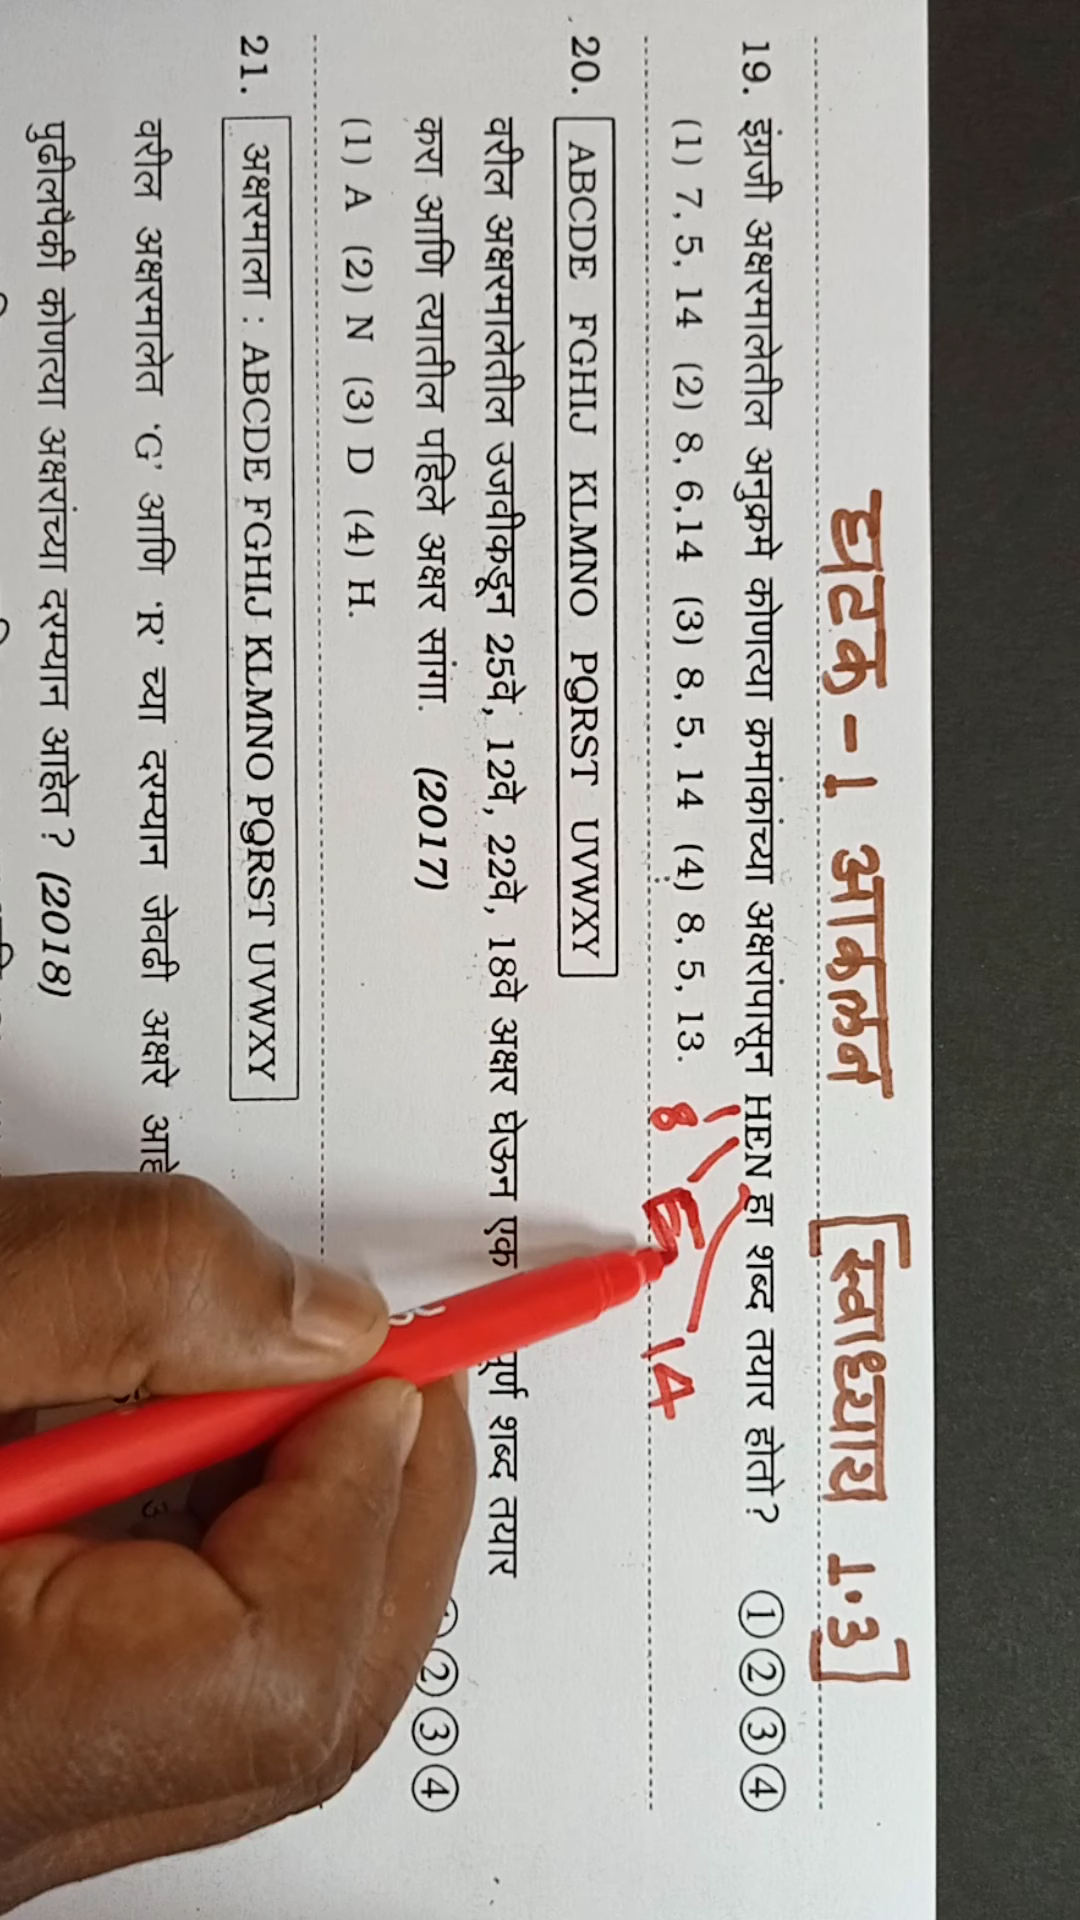 घटक - 1 आकलन [स्वाध्याय 1.3]
19. इंग्रजी अक्षरमालेतील अनुक्रमे कोणत्या क्रमांकांच्या अक्षरांपासून HEN हा शब्द तयार होतो? ①②③④
(1) 7, 5, 14 (2) 8, 6,14 (3) 8, 5, 14 (4) 8, 5, 13.
8 5 14
20. ABCDE FGHIJ KLMNO PQRST UVWXY
वरील अक्षरमालेतील उजवीकडून 25वे, 12वे, 22वे, 18वे अक्षर घेऊन एक शब्द तयार
करा आणि त्यातील पहिले अक्षर सांगा. (2017) ②③④
(1) A (2) N (3) D (4) H.
21. अक्षरमाला : ABCDE FGHIJ KLMNO PQRST UVWXY
वरील अक्षरमालेत 'G' आणि 'R' च्या दरम्यान जेवढी अक्षरे
पुढीलपैकी कोणत्या अक्षरांच्या दरम्यान आहेत? (2018)